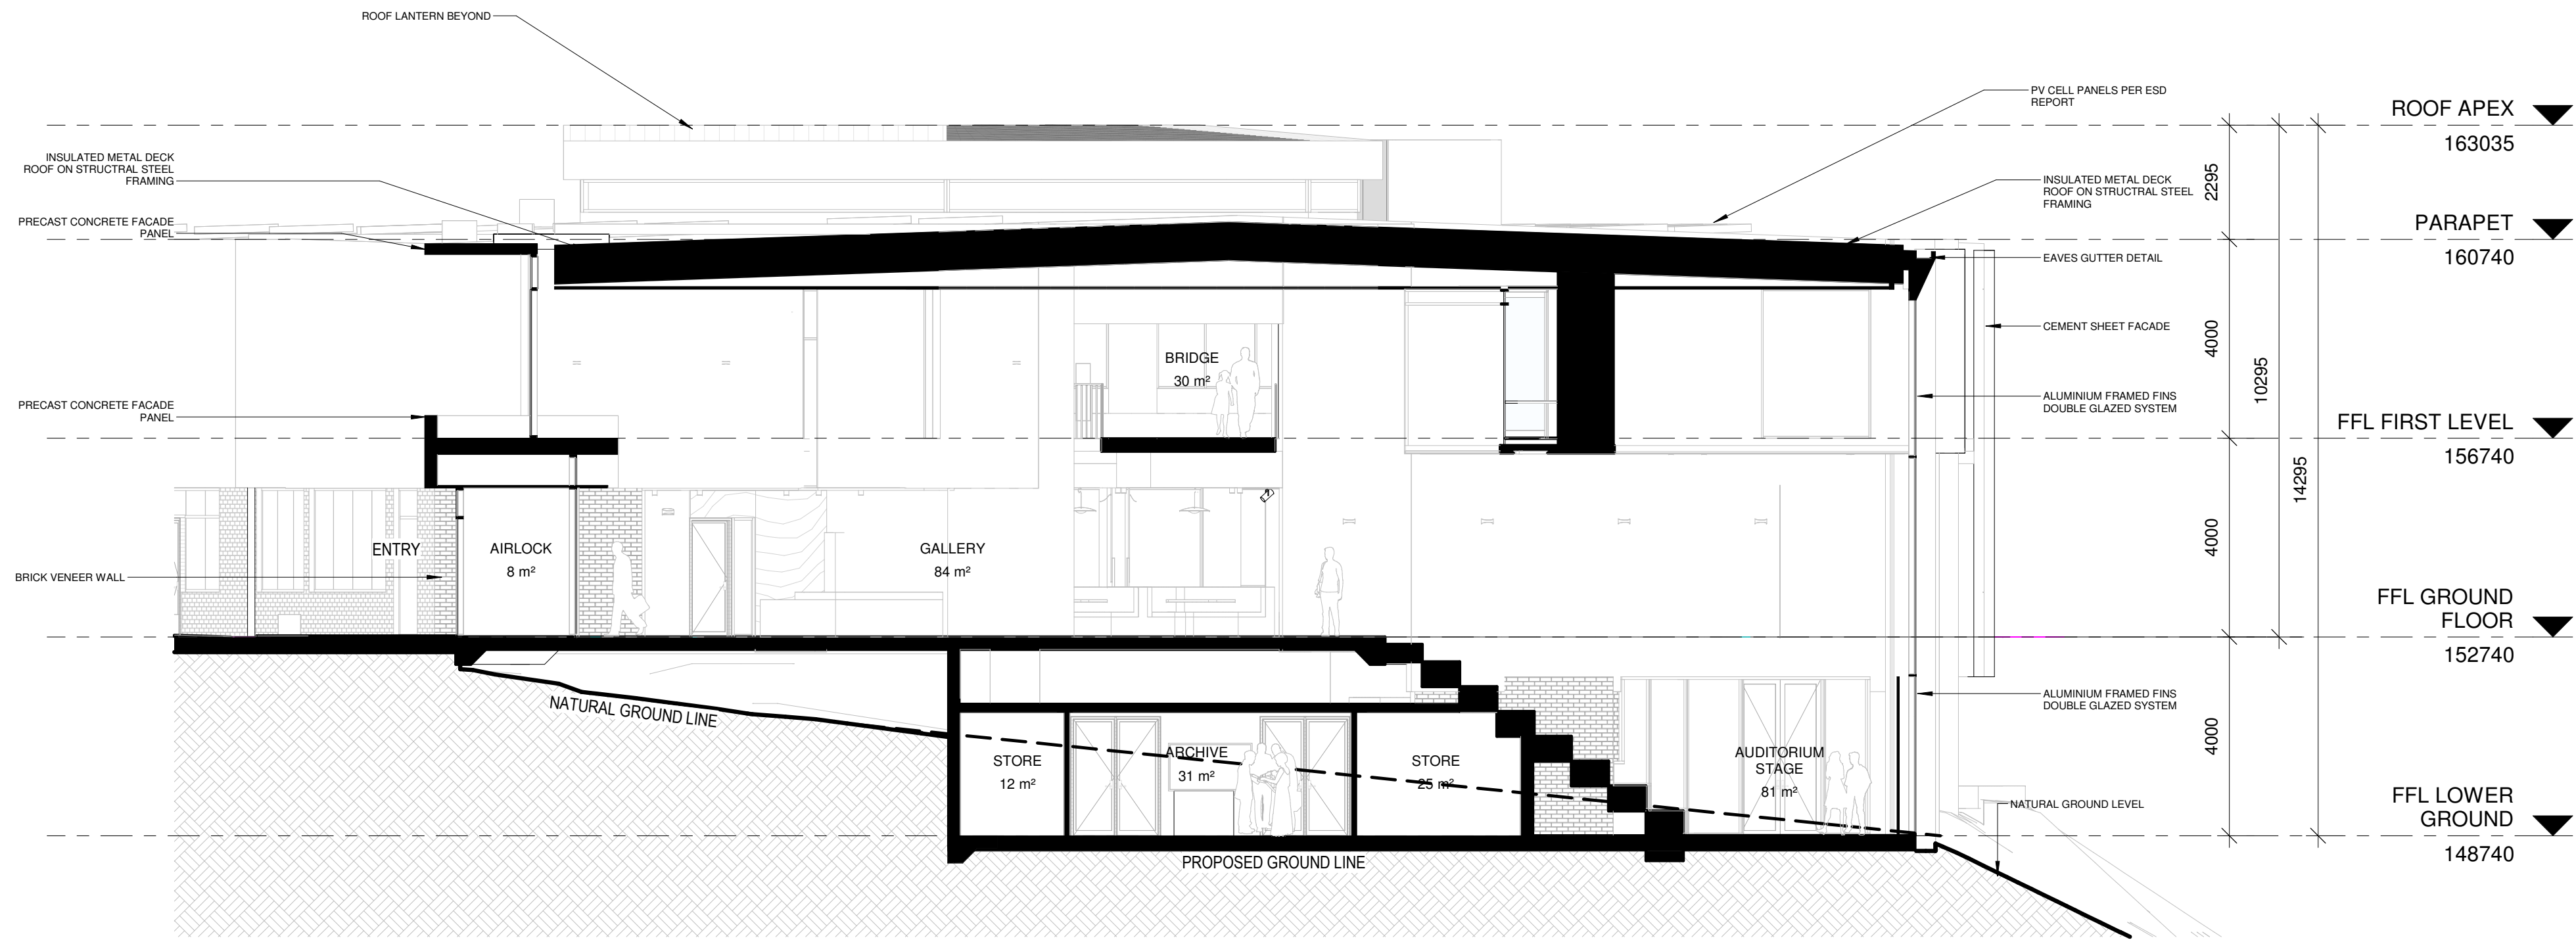 ROOF LANTERN BEYOND
INSULATED METAL DECK
ROOF ON STRUCTRAL STEEL
FRAMING
PRECAST CONCRETE FACADE
PANEL
PRECAST CONCRETE FACADE
PANEL
BRICK VENEER WALL
ENTRY
AIRLOCK
8 m²
GALLERY
84 m²
BRIDGE
30 m²
NATURAL GROUND LINE
STORE
12 m²
ARCHIVE
31 m²
STORE
25 m²
AUDITORIUM
STAGE
81 m²
PROPOSED GROUND LINE
PV CELL PANELS PER ESD
REPORT
INSULATED METAL DECK
ROOF ON STRUCTRAL STEEL
FRAMING
EAVES GUTTER DETAIL
CEMENT SHEET FACADE
ALUMINIUM FRAMED FINS
DOUBLE GLAZED SYSTEM
ALUMINIUM FRAMED FINS
DOUBLE GLAZED SYSTEM
NATURAL GROUND LEVEL
2295
4000
4000
4000
10295
14295
ROOF APEX
163035
PARAPET
160740
FFL FIRST LEVEL
156740
FFL GROUND
FLOOR
152740
FFL LOWER
GROUND
148740